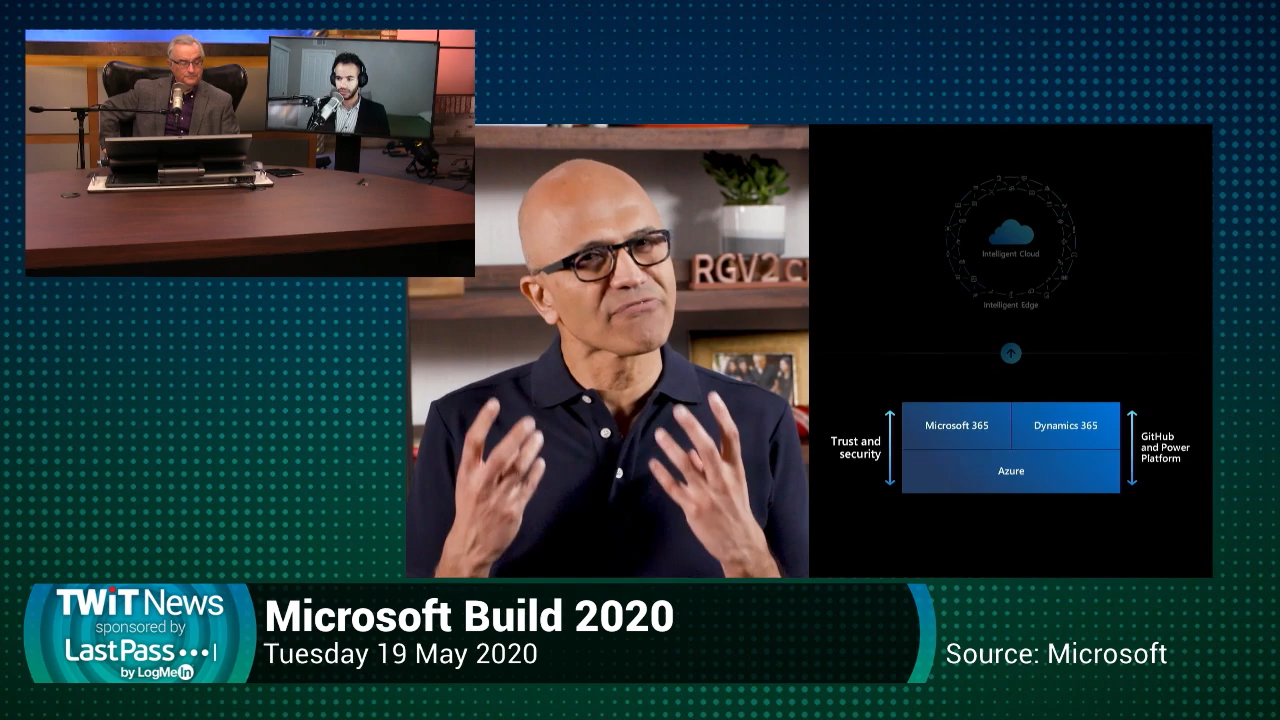 RGV2C
Intelligent Cloud
Intelligent Edge
Trust and
security
Microsoft 365
Dynamics 365
Azure
GitHub
and Power
Platform
TWiT News
sponsored by
LastPass •••|
by LogMeIn
Microsoft Build 2020
Tuesday 19 May 2020
Source: Microsoft